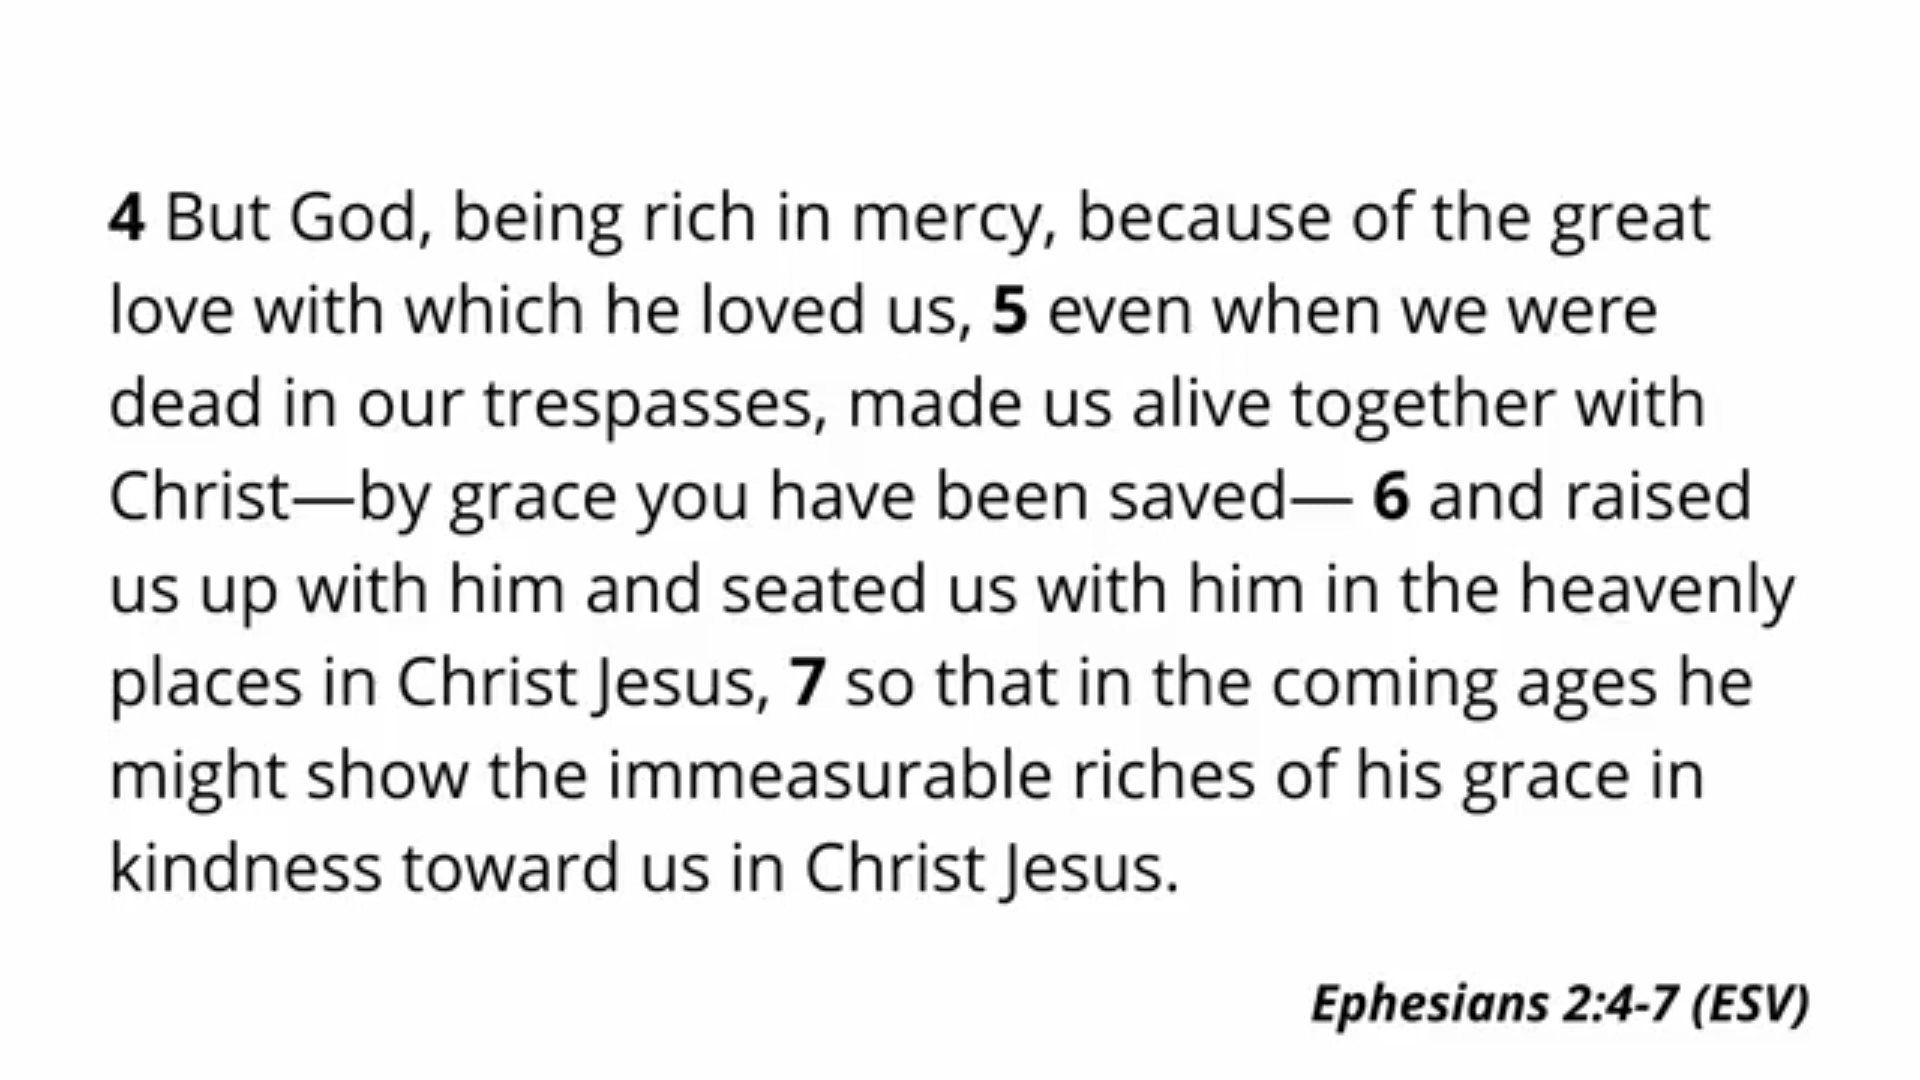 4 But God, being rich in mercy, because of the great
love with which he loved us, 5 even when we were
dead in our trespasses, made us alive together with
Christ—by grace you have been saved— 6 and raised
us up with him and seated us with him in the heavenly
places in Christ Jesus, 7 so that in the coming ages he
might show the immeasurable riches of his grace in
kindness toward us in Christ Jesus.
Ephesians 2:4-7 (ESV)